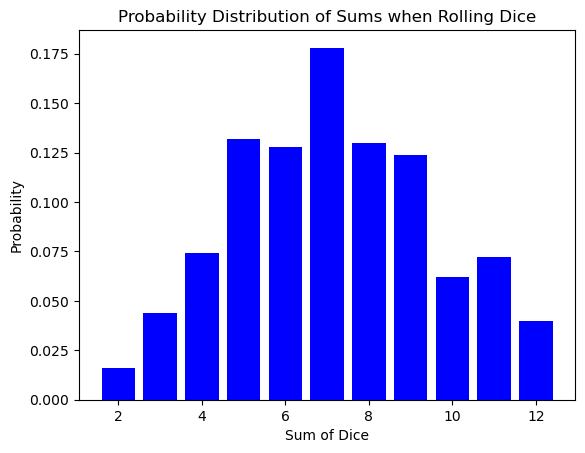 Probability Distribution of Sums when Rolling Dice
0.175
0.150
0.125
0.100
0.075
0.050
0.025
0.000
Probability
2 4 6 8 10 12
Sum of Dice